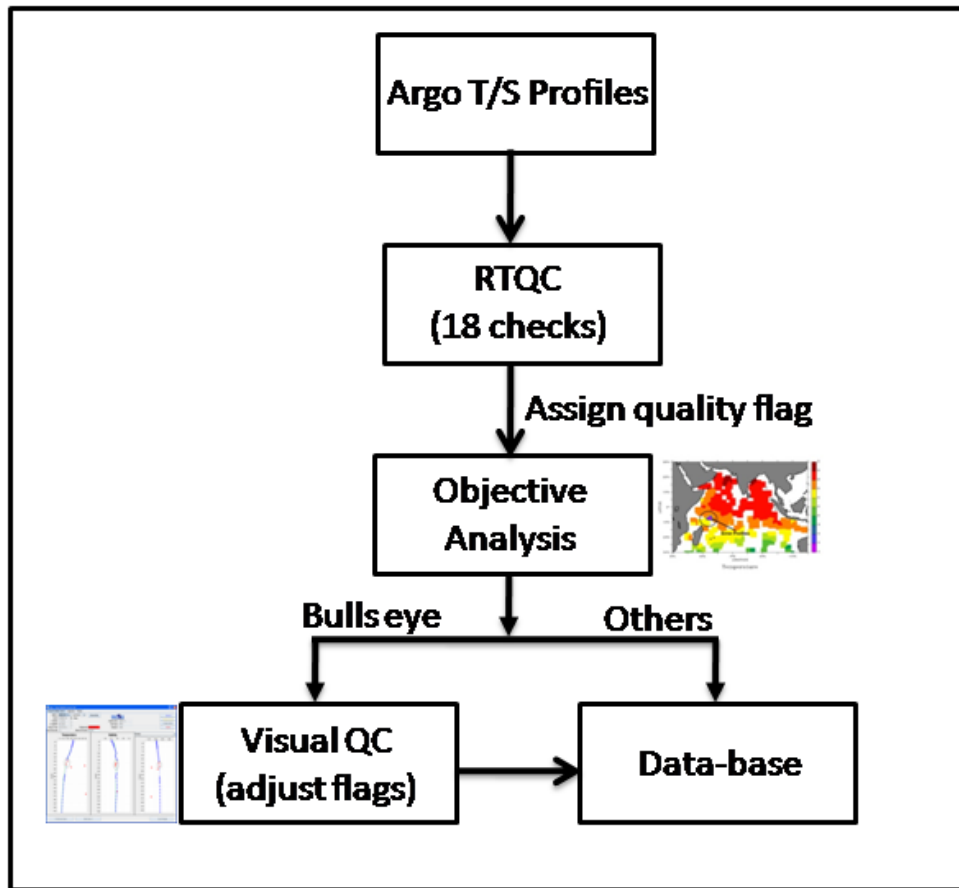 Argo T/S Profiles
RTQC
(18 checks)
Assign quality flag
Objective
Analysis
Bulls eye
Others
Visual QC
(adjust flags)
Data-base